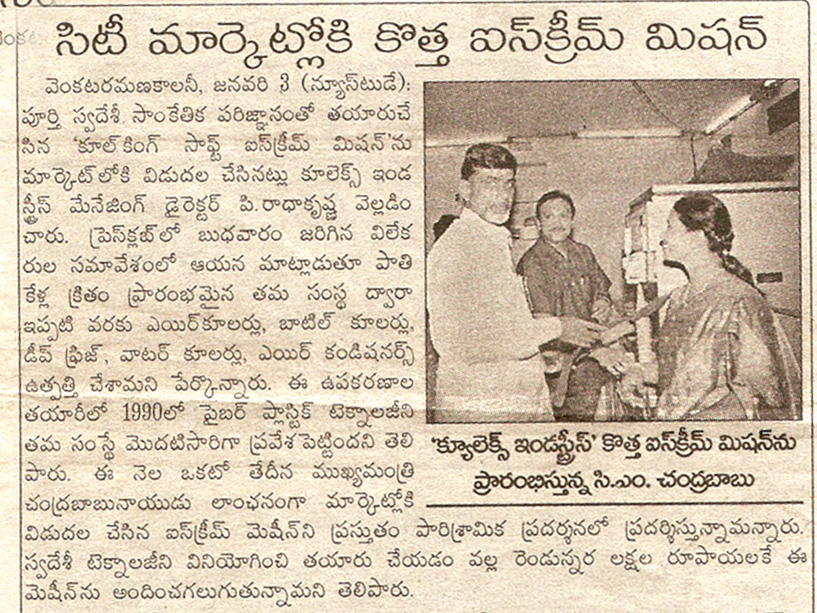 సిటీ మార్కెట్లోకి కొత్త ఐస్‌క్రీమ్ మిషన్
వెంకటరమణకాలనీ, జనవరి 3 (న్యూస్‌టుడే):
పూర్తి స్వదేశీ సాంకేతిక పరిజ్ఞానంతో తయారుచే
సిన 'కూల్‌కింగ్ సాఫ్ట్ ఐస్‌క్రీమ్ మిషన్'ను
మార్కెట్‌లోకి విడుదల చేసినట్లు కూలెక్స్ ఇండ
స్ట్రీస్ మేనేజింగ్ డైరెక్టర్ పి.రాధాకృష్ణ వెల్లడిం
చారు. ప్రెస్‌క్లబ్‌లో బుధవారం జరిగిన విలేక
రుల సమావేశంలో ఆయన మాట్లాడుతూ పాతి
కేళ్ల క్రితం ప్రారంభమైన తమ సంస్థ ద్వారా
ఇప్పటి వరకు ఎయిర్‌కూలర్లు, బాటిల్ కూలర్లు,
డీప్ ఫ్రిజ్, వాటర్ కూలర్లు, ఎయిర్ కండిషనర్స్
ఉత్పత్తి చేశామని పేర్కొన్నారు. ఈ ఉపకరణాల
తయారీలో 1990లో ఫైబర్ ప్లాస్టిక్ టెక్నాలజీని
తమ సంస్థే మొదటిసారిగా ప్రవేశపెట్టిందని తెలి
పారు. ఈ నెల ఒకటో తేదీన ముఖ్యమంత్రి
చంద్రబాబునాయుడు లాంఛనంగా మార్కెట్లోకి
విడుదల చేసిన ఐస్‌క్రీమ్ మెషీన్‌ని ప్రస్తుతం పారిశ్రామిక ప్రదర్శనలో ప్రదర్శిస్తున్నామన్నారు.
స్వదేశీ టెక్నాలజీని వినియోగించి తయారు చేయడం వల్ల రెండున్నర లక్షల రూపాయలకే ఈ
మెషీన్‌ను అందించగలుగుతున్నామని తెలిపారు.
'క్యూలెక్స్ ఇండస్ట్రీస్' కొత్త ఐస్‌క్రీమ్ మిషన్‌ను
ప్రారంభిస్తున్న సి.ఎం. చంద్రబాబు